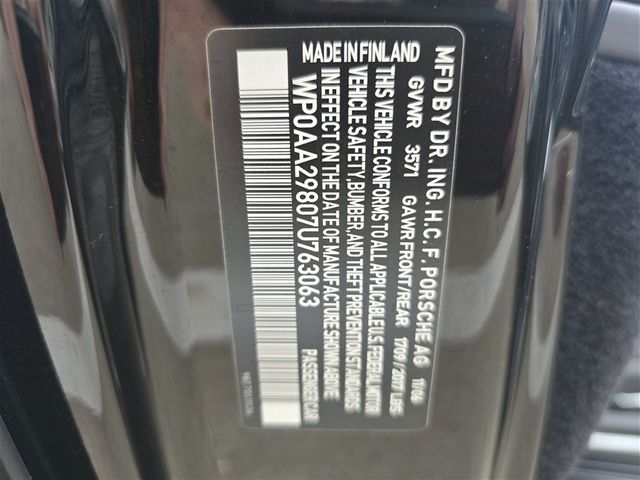 MFD BY DR. ING. H.C. F. PORSCHE AG 11/06
GVWR 3571 GAWR FRONT/REAR 1709/2017 LBS
THIS VEHICLE CONFORMS TO ALL APPLICABLE U.S. FEDERAL MOTOR
VEHICLE SAFETY, BUMBER, AND THEFT PREVENTION STANDARDS
IN EFFECT ON THE DATE OF MANUFACTURE SHOWN ABOVE
MADE IN FINLAND
WP0AA29807U763063
PASSENGER CAR